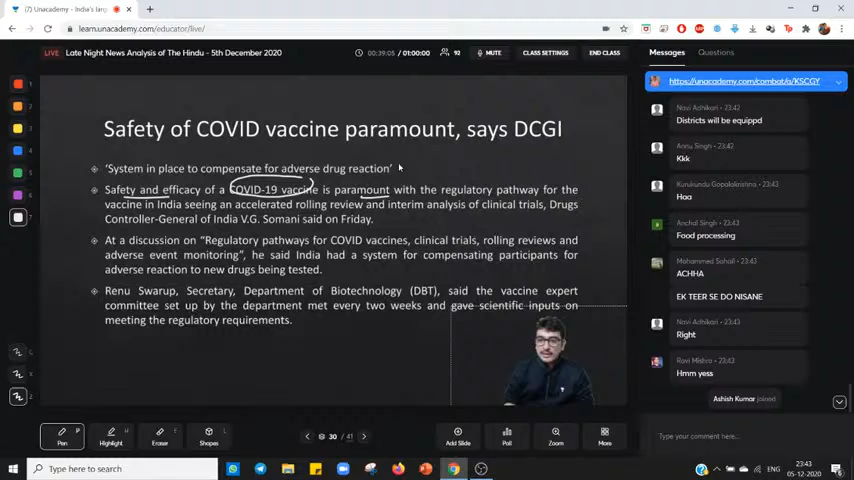 Unacademy - India's larg
learn.unacademy.com/educator/live/
LIVE Late Night News Analysis of The Hindu - 5th December 2020
00:39:05 / 01:00:00
92
MUTE
CLASS SETTINGS
END CLASS
Messages
Questions
https://unacademy.com/combat/a/KSCGY
Safety of COVID vaccine paramount, says DCGI
'System in place to compensate for adverse drug reaction'
Safety and efficacy of a COVID-19 vaccine is paramount with the regulatory pathway for the
vaccine in India seeing an accelerated rolling review and interim analysis of clinical trials, Drugs
Controller-General of India V.G. Somani said on Friday.
At a discussion on "Regulatory pathways for COVID vaccines, clinical trials, rolling reviews and
adverse event monitoring", he said India had a system for compensating participants for
adverse reaction to new drugs being tested.
Renu Swarup, Secretary, Department of Biotechnology (DBT), said the vaccine expert
committee set up by the department met every two weeks and gave scientific inputs on
meeting the regulatory requirements.
Navi Adhikari 23:42
Districts will be equippd
Annu Singh 23:42
Kkk
Kurukundu Gopalakrishna 23:43
Haa
Anchal Singh 23:43
Food processing
Mohammed Sahail 23:43
ACHHA
EK TEER SE DO NISANE
Navi Adhikari 23:43
Right
Ravi Mishra 23:43
Hmm yess
Ashish Kumar joined
Type your comment here...
Pen
Highlight
Eraser
Shapes
30 / 41
Add Slide
Poll
Zoom
More
Type here to search
ENG
23:43
05-12-2020